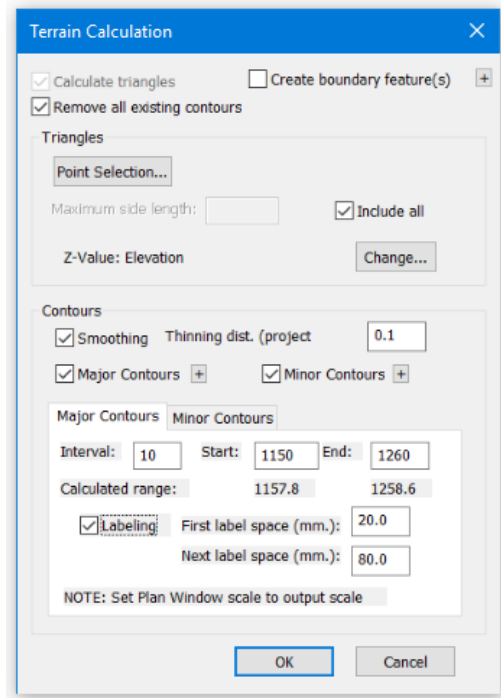 Terrain Calculation
Calculate triangles Create boundary feature(s) +
Remove all existing contours
Triangles
Point Selection...
Maximum side length: Include all
Z-Value: Elevation Change...
Contours
Smoothing Thinning dist. (project 0.1
Major Contours + Minor Contours +
Major Contours Minor Contours
Interval: 10 Start: 1150 End: 1260
Calculated range: 1157.8 1258.6
Labeling First label space (mm.): 20.0
Next label space (mm.): 80.0
NOTE: Set Plan Window scale to output scale
OK Cancel